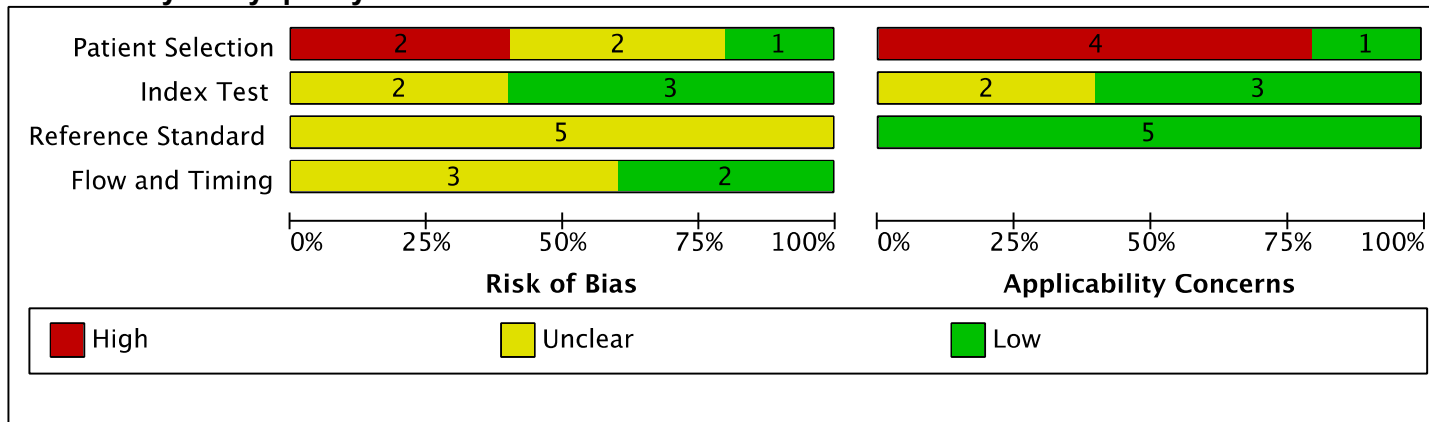 Patient Selection 2 2 1 4 1
Index Test 2 3 2 3
Reference Standard 5 5
Flow and Timing 3 2
0% 25% 50% 75% 100% 0% 25% 50% 75% 100%
Risk of Bias Applicability Concerns
High Unclear Low